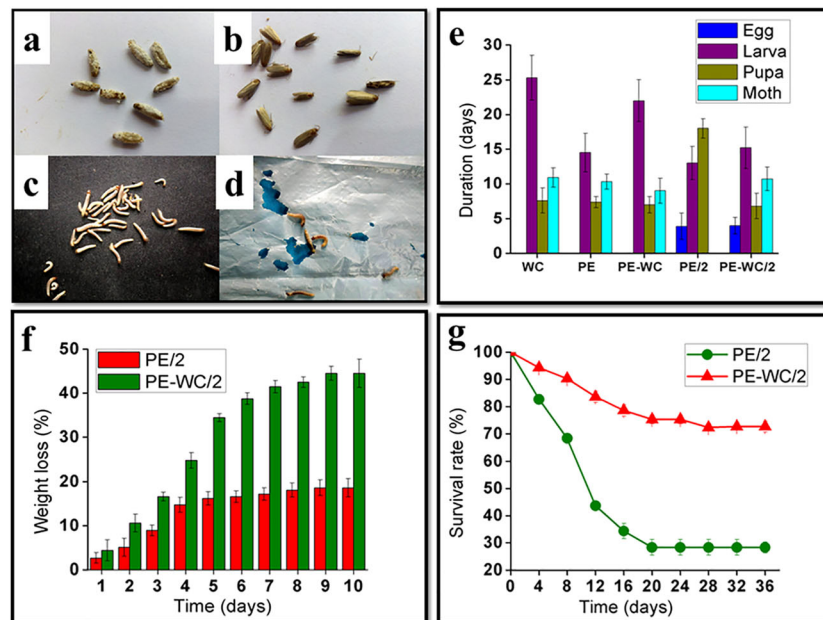 a
b
c
d
e
Egg
Larva
Pupa
Moth
Duration (days)
30
25
20
15
10
5
0
WC
PE
PE-WC
PE/2
PE-WC/2
f
PE/2
PE-WC/2
Weight loss (%)
50
40
30
20
10
0
1 2 3 4 5 6 7 8 9 10
Time (days)
g
PE/2
PE-WC/2
Survival rate (%)
100
90
80
70
60
50
40
30
20
0 4 8 12 16 20 24 28 32 36
Time (days)